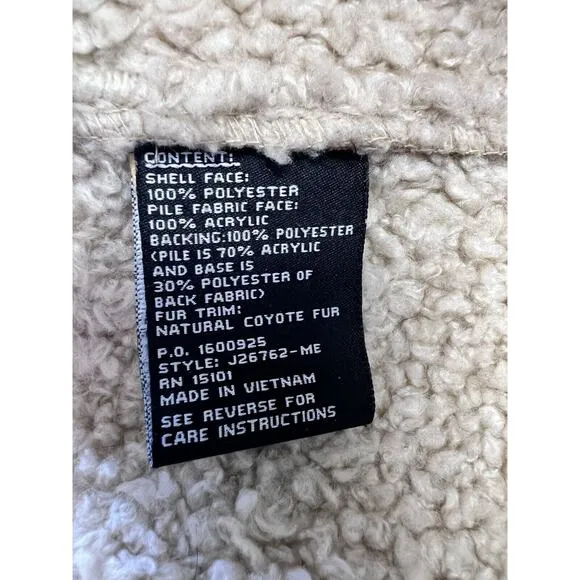 CONTENT:
SHELL FACE:
100% POLYESTER
PILE FABRIC FACE:
100% ACRYLIC
BACKING:100% POLYESTER
(PILE IS 70% ACRYLIC
AND BASE IS
30% POLYESTER OF
BACK FABRIC)
FUR TRIM:
NATURAL COYOTE FUR
P.O. 1600925
STYLE: J26762-ME
RN 15101
MADE IN VIETNAM
SEE REVERSE FOR
CARE INSTRUCTIONS